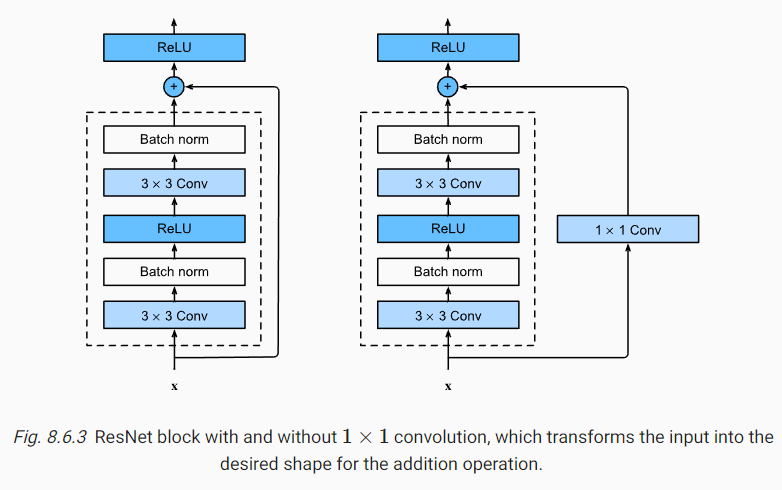 ReLU
+
Batch norm
3 × 3 Conv
ReLU
Batch norm
3 × 3 Conv
x
ReLU
+
Batch norm
3 × 3 Conv
ReLU
1 × 1 Conv
Batch norm
3 × 3 Conv
x
Fig. 8.6.3 ResNet block with and without 1 × 1 convolution, which transforms the input into the
desired shape for the addition operation.